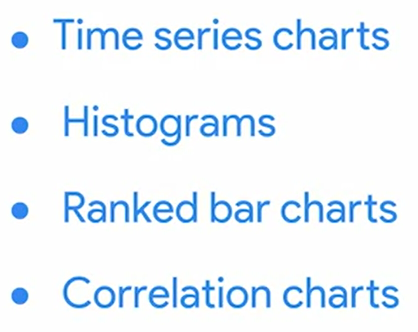 • Time series charts
• Histograms
• Ranked bar charts
• Correlation charts